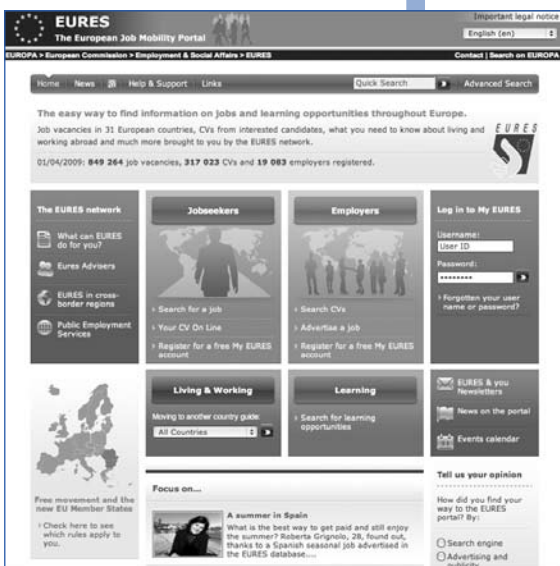 EURES
The European Job Mobility Portal
Important legal notice
English (en)
EUROPA > European Commission > Employment & Social Affairs > EURES
Contact | Search on EUROPA
Home News Help & Support Links
Quick Search
Advanced Search
The easy way to find information on jobs and learning opportunities throughout Europe.
Job vacancies in 31 European countries, CVs from interested candidates, what you need to know about living and
working abroad and much more brought to you by the EURES network.
01/04/2009: 849 264 job vacancies, 317 023 CVs and 19 083 employers registered.
EURES
The EURES network
What can EURES
do for you?
Eures Advisers
EURES in cross-
border regions
Public Employment
Services
Jobseekers
› Search for a job
› Your CV On Line
› Register for a free My EURES
account
Employers
› Search CVs
› Advertise a job
› Register for a free My EURES
account
Log in to My EURES
Username:
User ID
Password:
••••••••
› Forgotten your user
name or password?
Free movement and the
new EU Member States
› Check here to see
which rules apply to
you.
Living & Working
Moving to another country guide:
All Countries
Learning
› Search for learning
opportunities
EURES & you
Newsletters
News on the portal
Events calendar
Focus on...
A summer in Spain
What is the best way to get paid and still enjoy
the summer? Roberta Grignolo, 28, found out,
thanks to a Spanish seasonal job advertised in
the EURES database....
Tell us your opinion
How did you find your
way to the EURES
portal? By:
Search engine
Advertising and
publicity